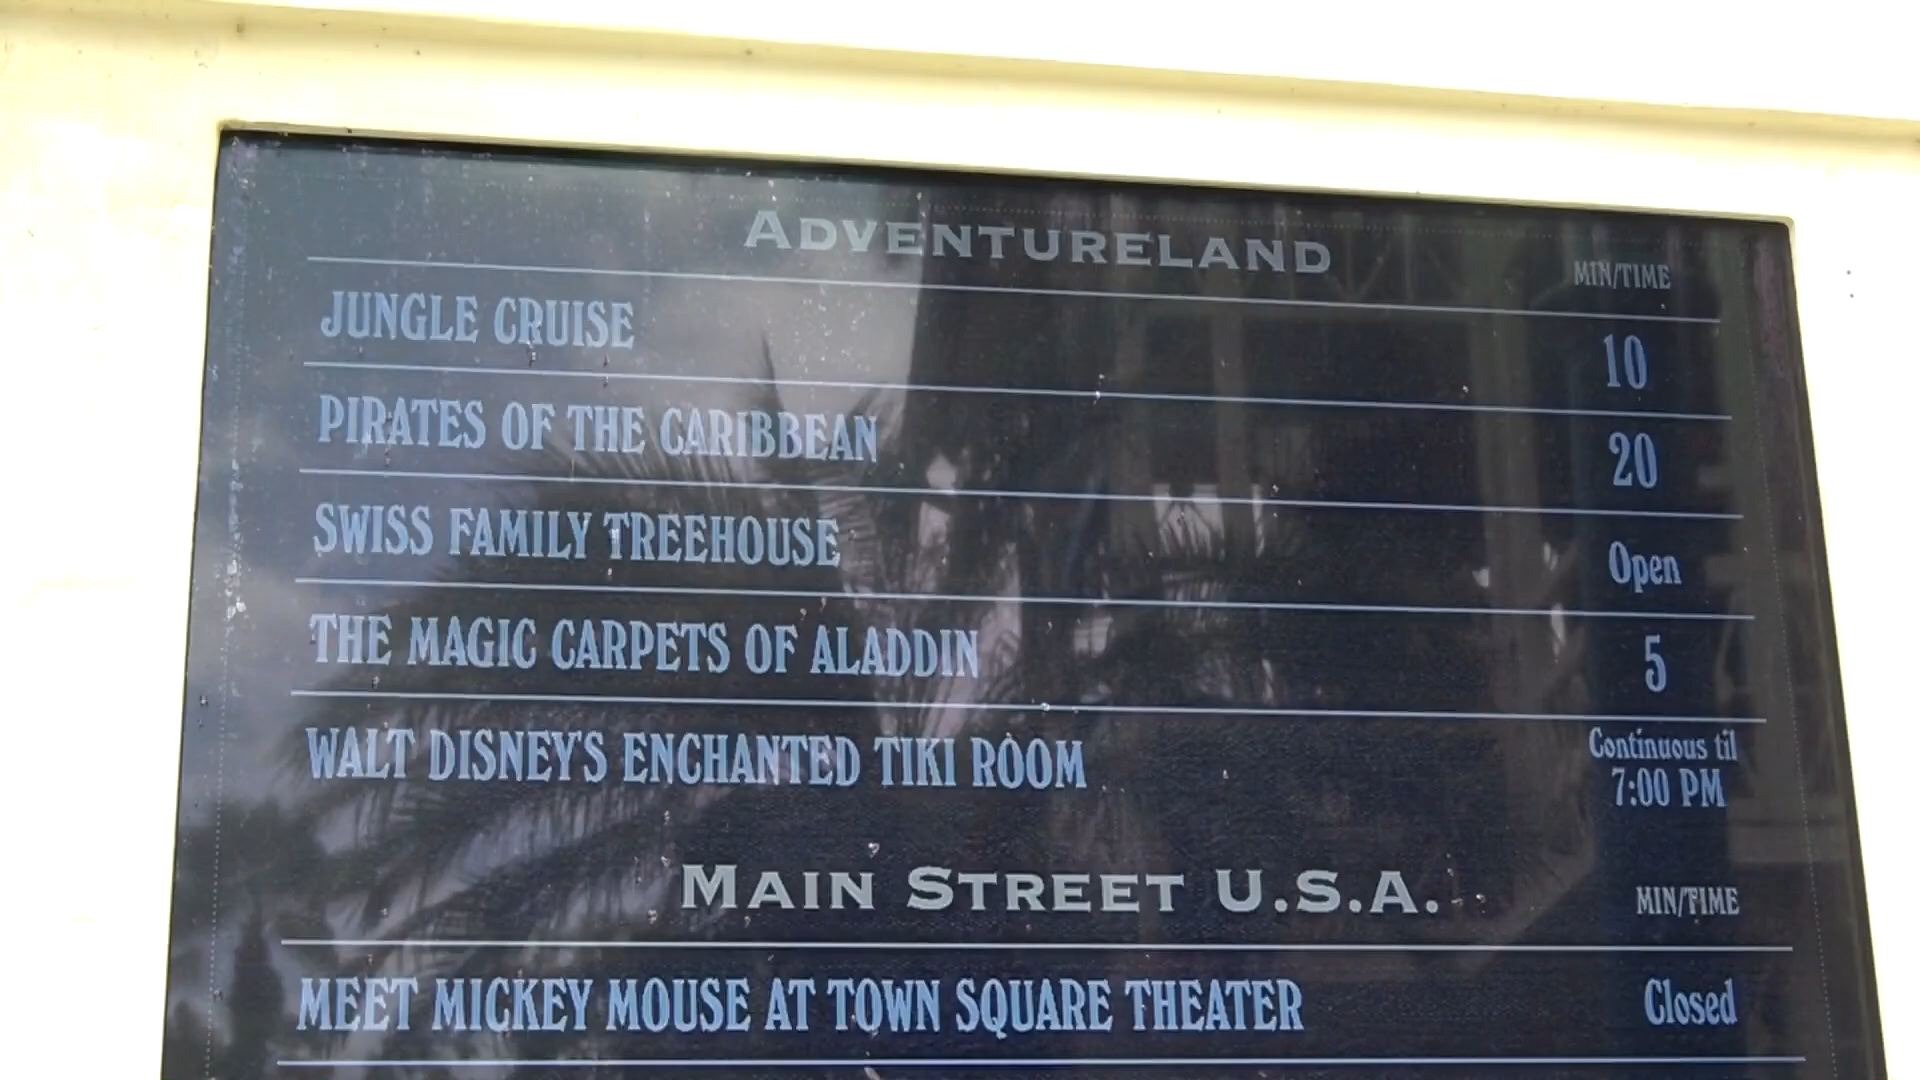 ADVENTURELAND
MIN/TIME
JUNGLE CRUISE 10
PIRATES OF THE CARIBBEAN 20
SWISS FAMILY TREEHOUSE Open
THE MAGIC CARPETS OF ALADDIN 5
WALT DISNEY'S ENCHANTED TIKI ROOM Continuous til
7:00 PM
MAIN STREET U.S.A. MIN/TIME
MEET MICKEY MOUSE AT TOWN SQUARE THEATER Closed